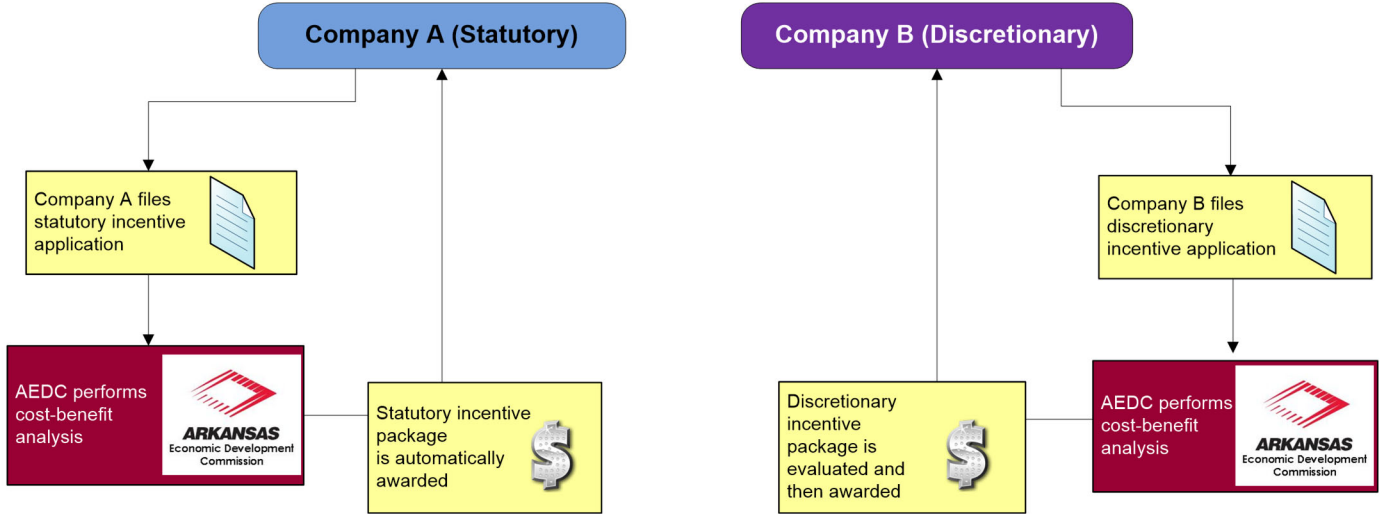 Company A (Statutory)
Company B (Discretionary)
Company A files
statutory incentive
application
Company B files
discretionary
incentive application
AEDC performs
cost-benefit
analysis
ARKANSAS
Economic Development
Commission
Statutory incentive
package
is automatically
awarded
$
Discretionary
incentive
package is
evaluated and
then awarded
$
AEDC performs
cost-benefit
analysis
ARKANSAS
Economic Development
Commission